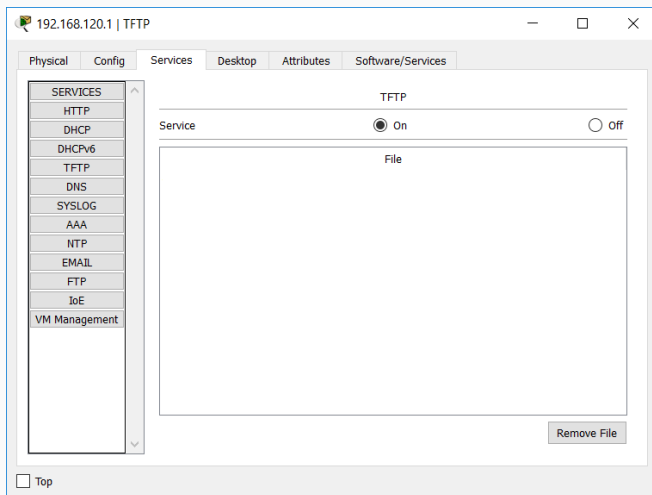 192.168.120.1 | TFTP
Physical Config Services Desktop Attributes Software/Services
SERVICES
HTTP
DHCP
DHCPv6
TFTP
DNS
SYSLOG
AAA
NTP
EMAIL
FTP
IoE
VM Management
TFTP
Service On Off
File
Remove File
Top